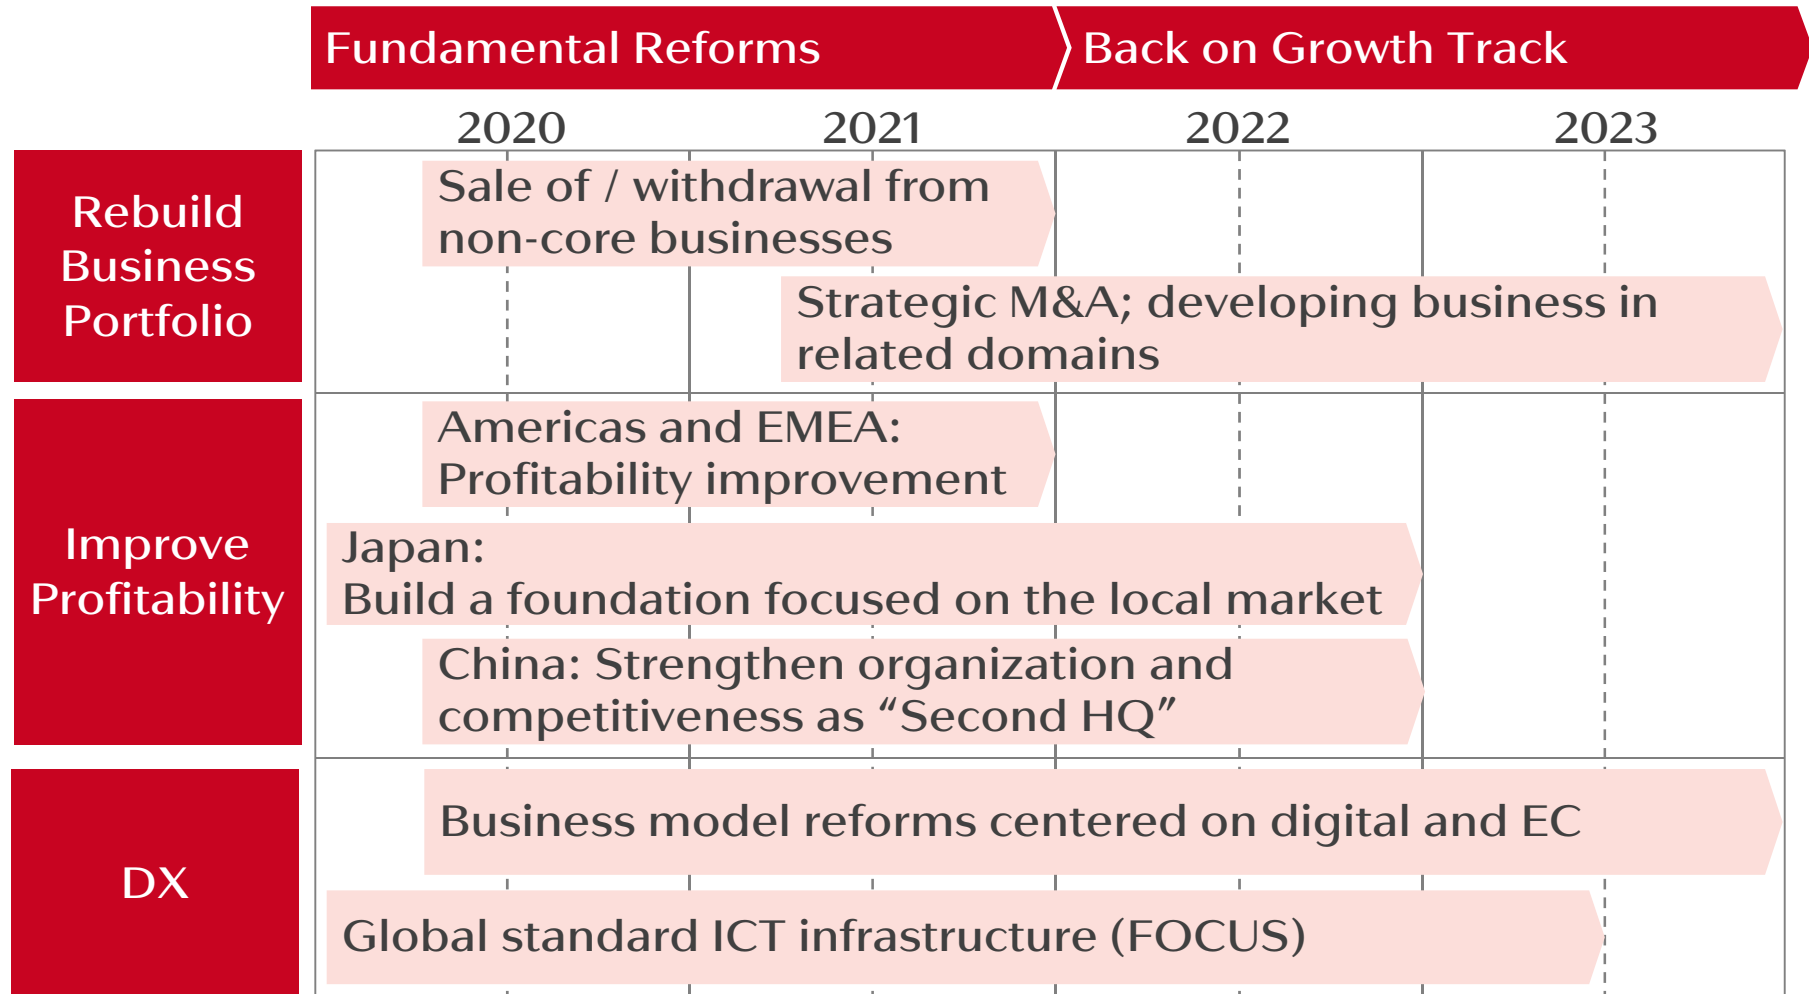 Fundamental Reforms
Back on Growth Track
2020
2021
2022
2023
Rebuild
Business
Portfolio
Sale of / withdrawal from
non-core businesses
Strategic M&A; developing business in
related domains
Improve
Profitability
Americas and EMEA:
Profitability improvement
Japan:
Build a foundation focused on the local market
China: Strengthen organization and
competitiveness as “Second HQ”
DX
Business model reforms centered on digital and EC
Global standard ICT infrastructure (FOCUS)